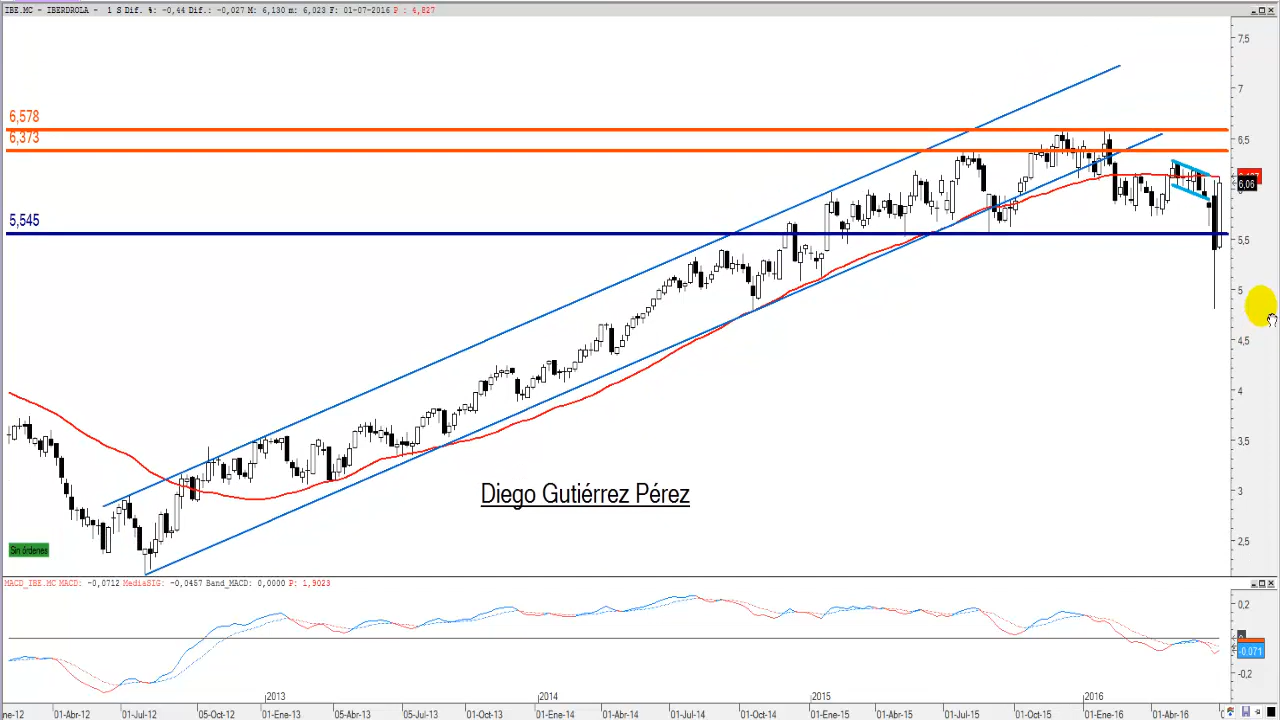 IBE.MC - IBERDROLA - 1 S Dif. %: -0,44 Dif.: -0,027 M: 6,130 m: 6,023 F: 01-07-2016 P : 4,827
7,5
7
6,578
6,5
6,373
6,06
5,545
5,5
5
4,5
4
3,5
Diego Gutiérrez Pérez
3
Sin órdenes
2,5
MACD_IBE.MC MACD: -0,0712 MediaSIG: -0,0457 Band_MACD: 0,0000 P: 1,9023
0,2
-0,071
-0,2
2013 2014 2015 2016
ne-12 01-Abr-12 01-Jul-12 05-Oct-12 01-Ene-13 05-Abr-13 05-Jul-13 01-Oct-13 01-Ene-14 01-Abr-14 01-Jul-14 01-Oct-14 01-Ene-15 01-Abr-15 01-Jul-15 01-Oct-15 01-Ene-16 01-Abr-16